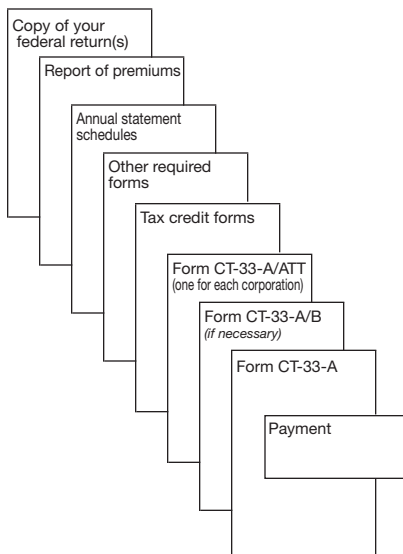 Copy of your
federal return(s)
Report of premiums
Annual statement
schedules
Other required
forms
Tax credit forms
Form CT-33-A/ATT
(one for each corporation)
Form CT-33-A/B
(if necessary)
Form CT-33-A
Payment